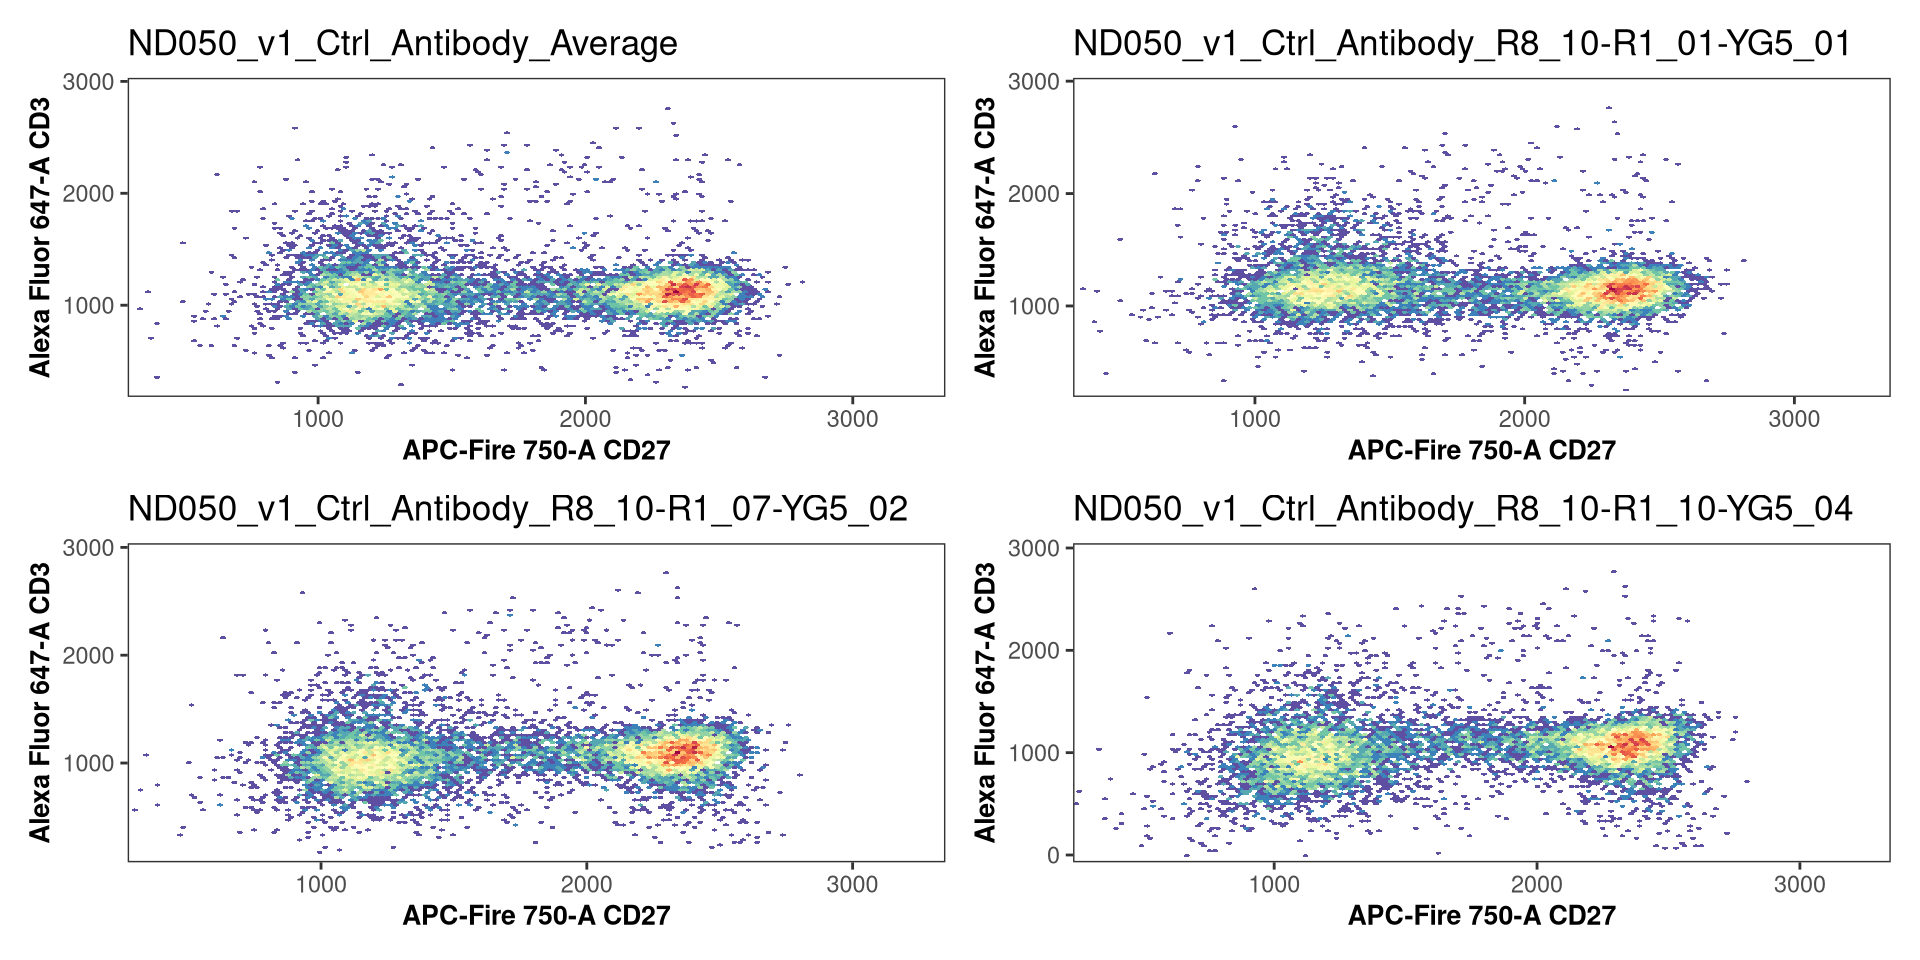 ND050_v1_Ctrl_Antibody_Average
3000
2000
1000
Alexa Fluor 647-A CD3
1000 2000 3000
APC-Fire 750-A CD27
ND050_v1_Ctrl_Antibody_R8_10-R1_01-YG5_01
3000
2000
1000
Alexa Fluor 647-A CD3
1000 2000 3000
APC-Fire 750-A CD27
ND050_v1_Ctrl_Antibody_R8_10-R1_07-YG5_02
3000
2000
1000
Alexa Fluor 647-A CD3
1000 2000 3000
APC-Fire 750-A CD27
ND050_v1_Ctrl_Antibody_R8_10-R1_10-YG5_04
3000
2000
1000
0
Alexa Fluor 647-A CD3
1000 2000 3000
APC-Fire 750-A CD27